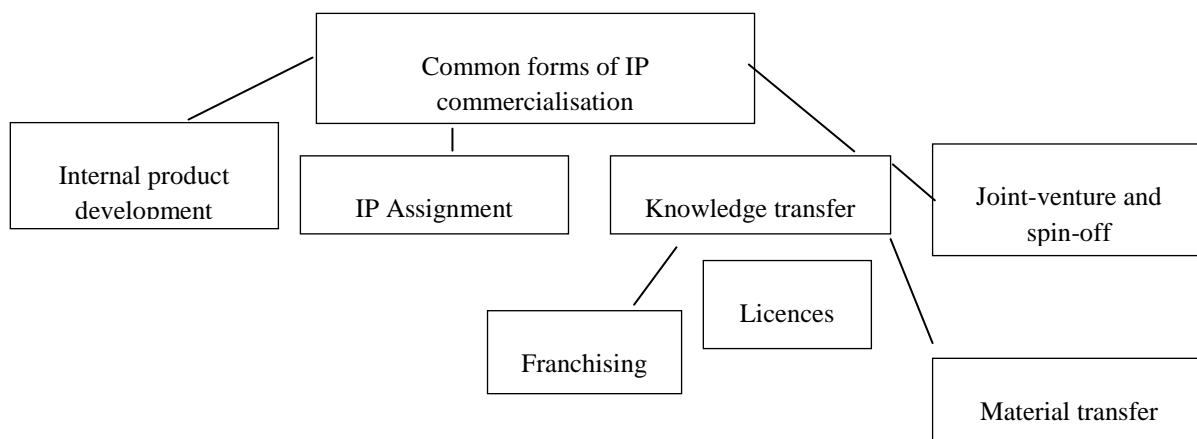 Common forms of IP
commercialisation
Internal product
development
IP Assignment
Knowledge transfer
Joint-venture and
spin-off
Licences
Franchising
Material transfer